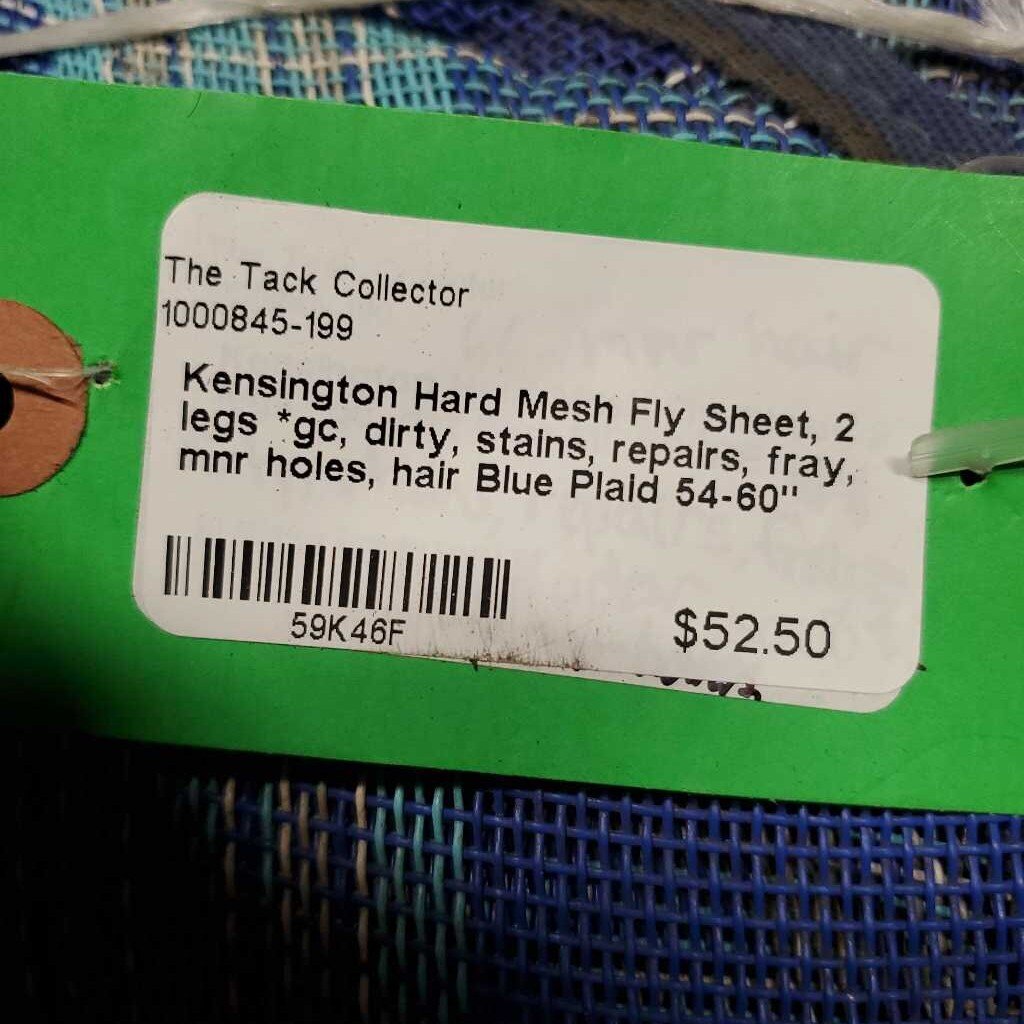 The Tack Collector
1000845-199
Kensington Hard Mesh Fly Sheet, 2
legs *gc, dirty, stains, repairs, fray,
mnr holes, hair Blue Plaid 54-60"
59K46F
$52.50